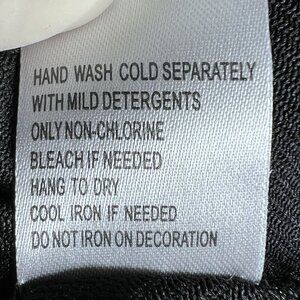 HAND WASH COLD SEPARATELY
WITH MILD DETERGENTS
ONLY NON-CHLORINE
BLEACH IF NEEDED
HANG TO DRY
COOL IRON IF NEEDED
DO NOT IRON ON DECORATION